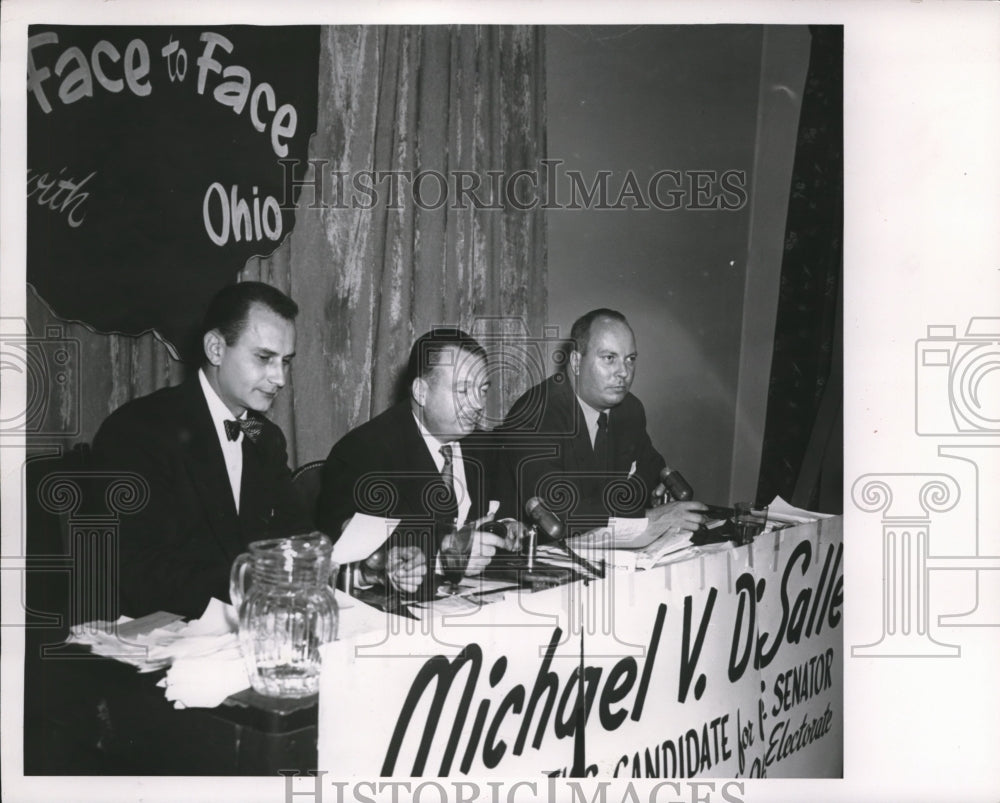 Face to Face
with
Ohio
HISTORICIMAGES
Michael V. DiSalle
CANDIDATE for SENATOR
Electorate
HISTORICIMAGES